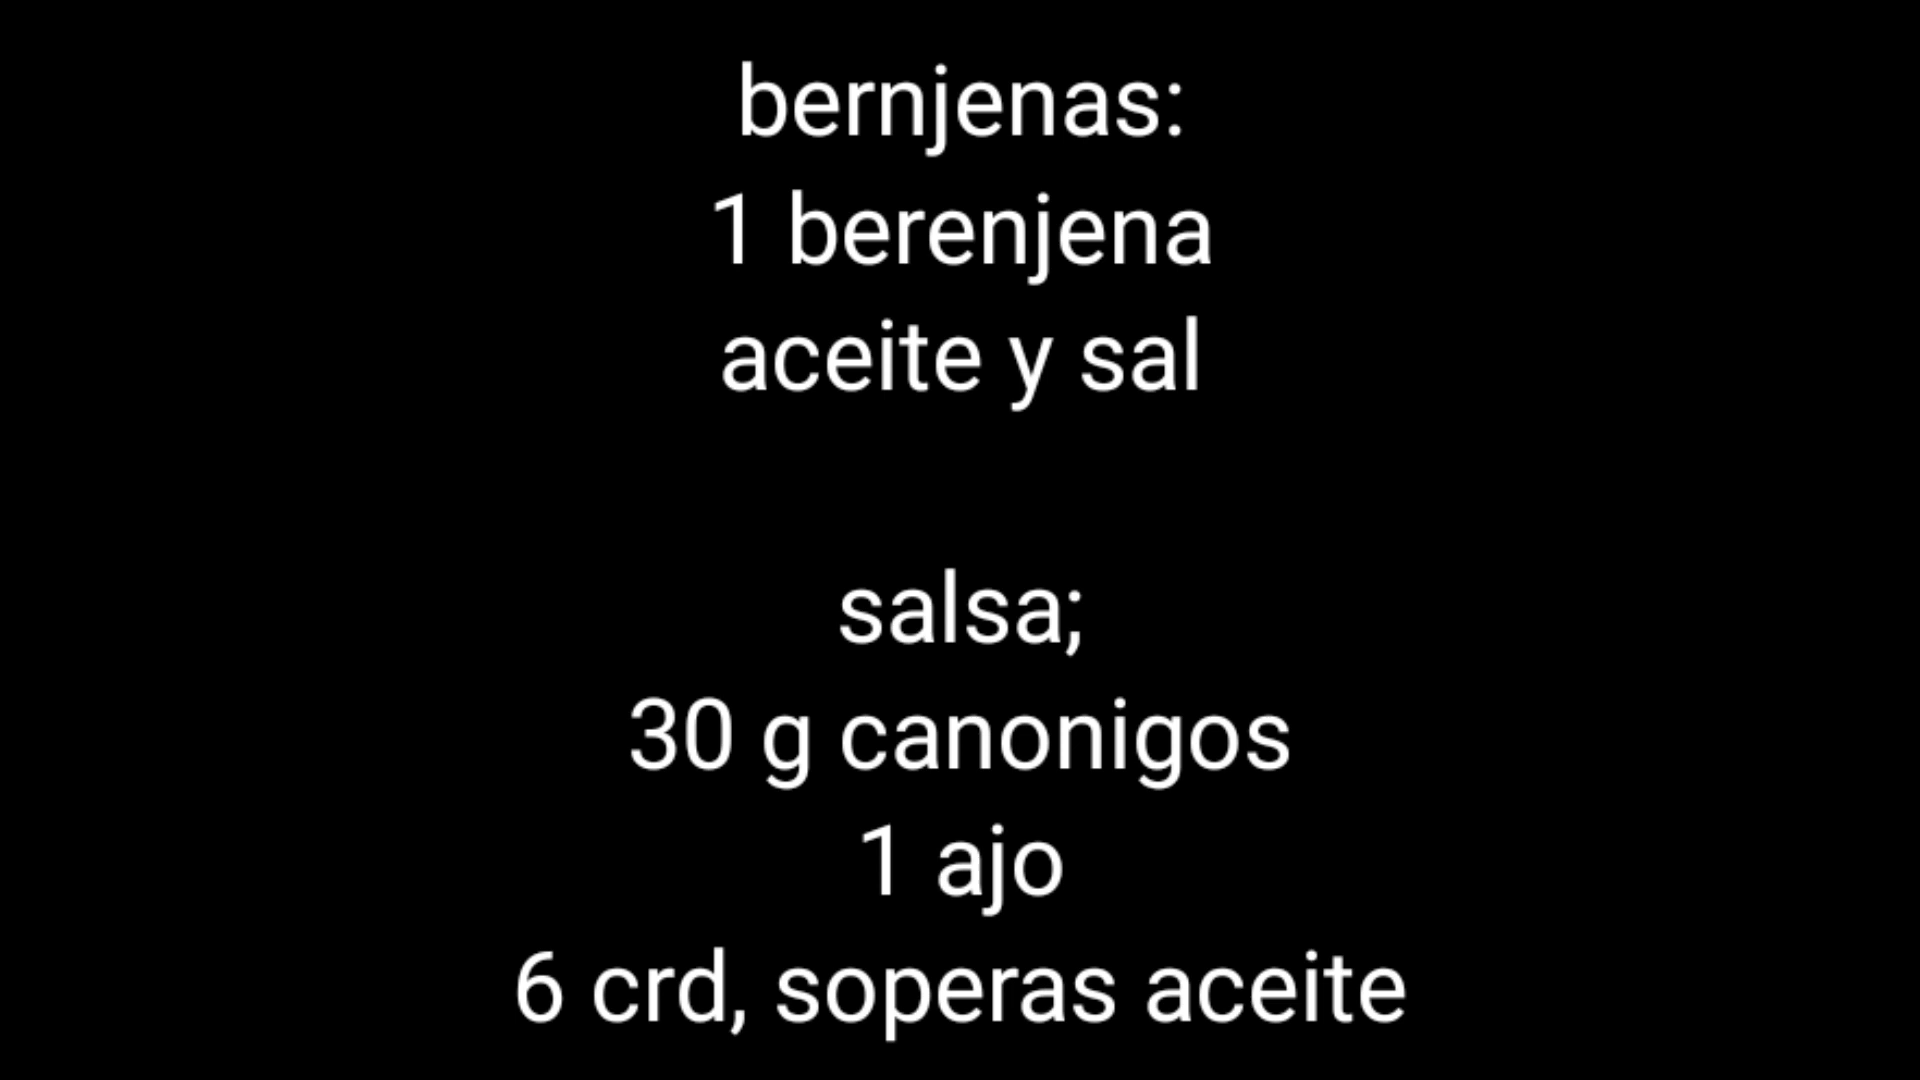 bernjenas:
1 berenjena
aceite y sal
salsa;
30 g canonigos
1 ajo
6 crd, soperas aceite